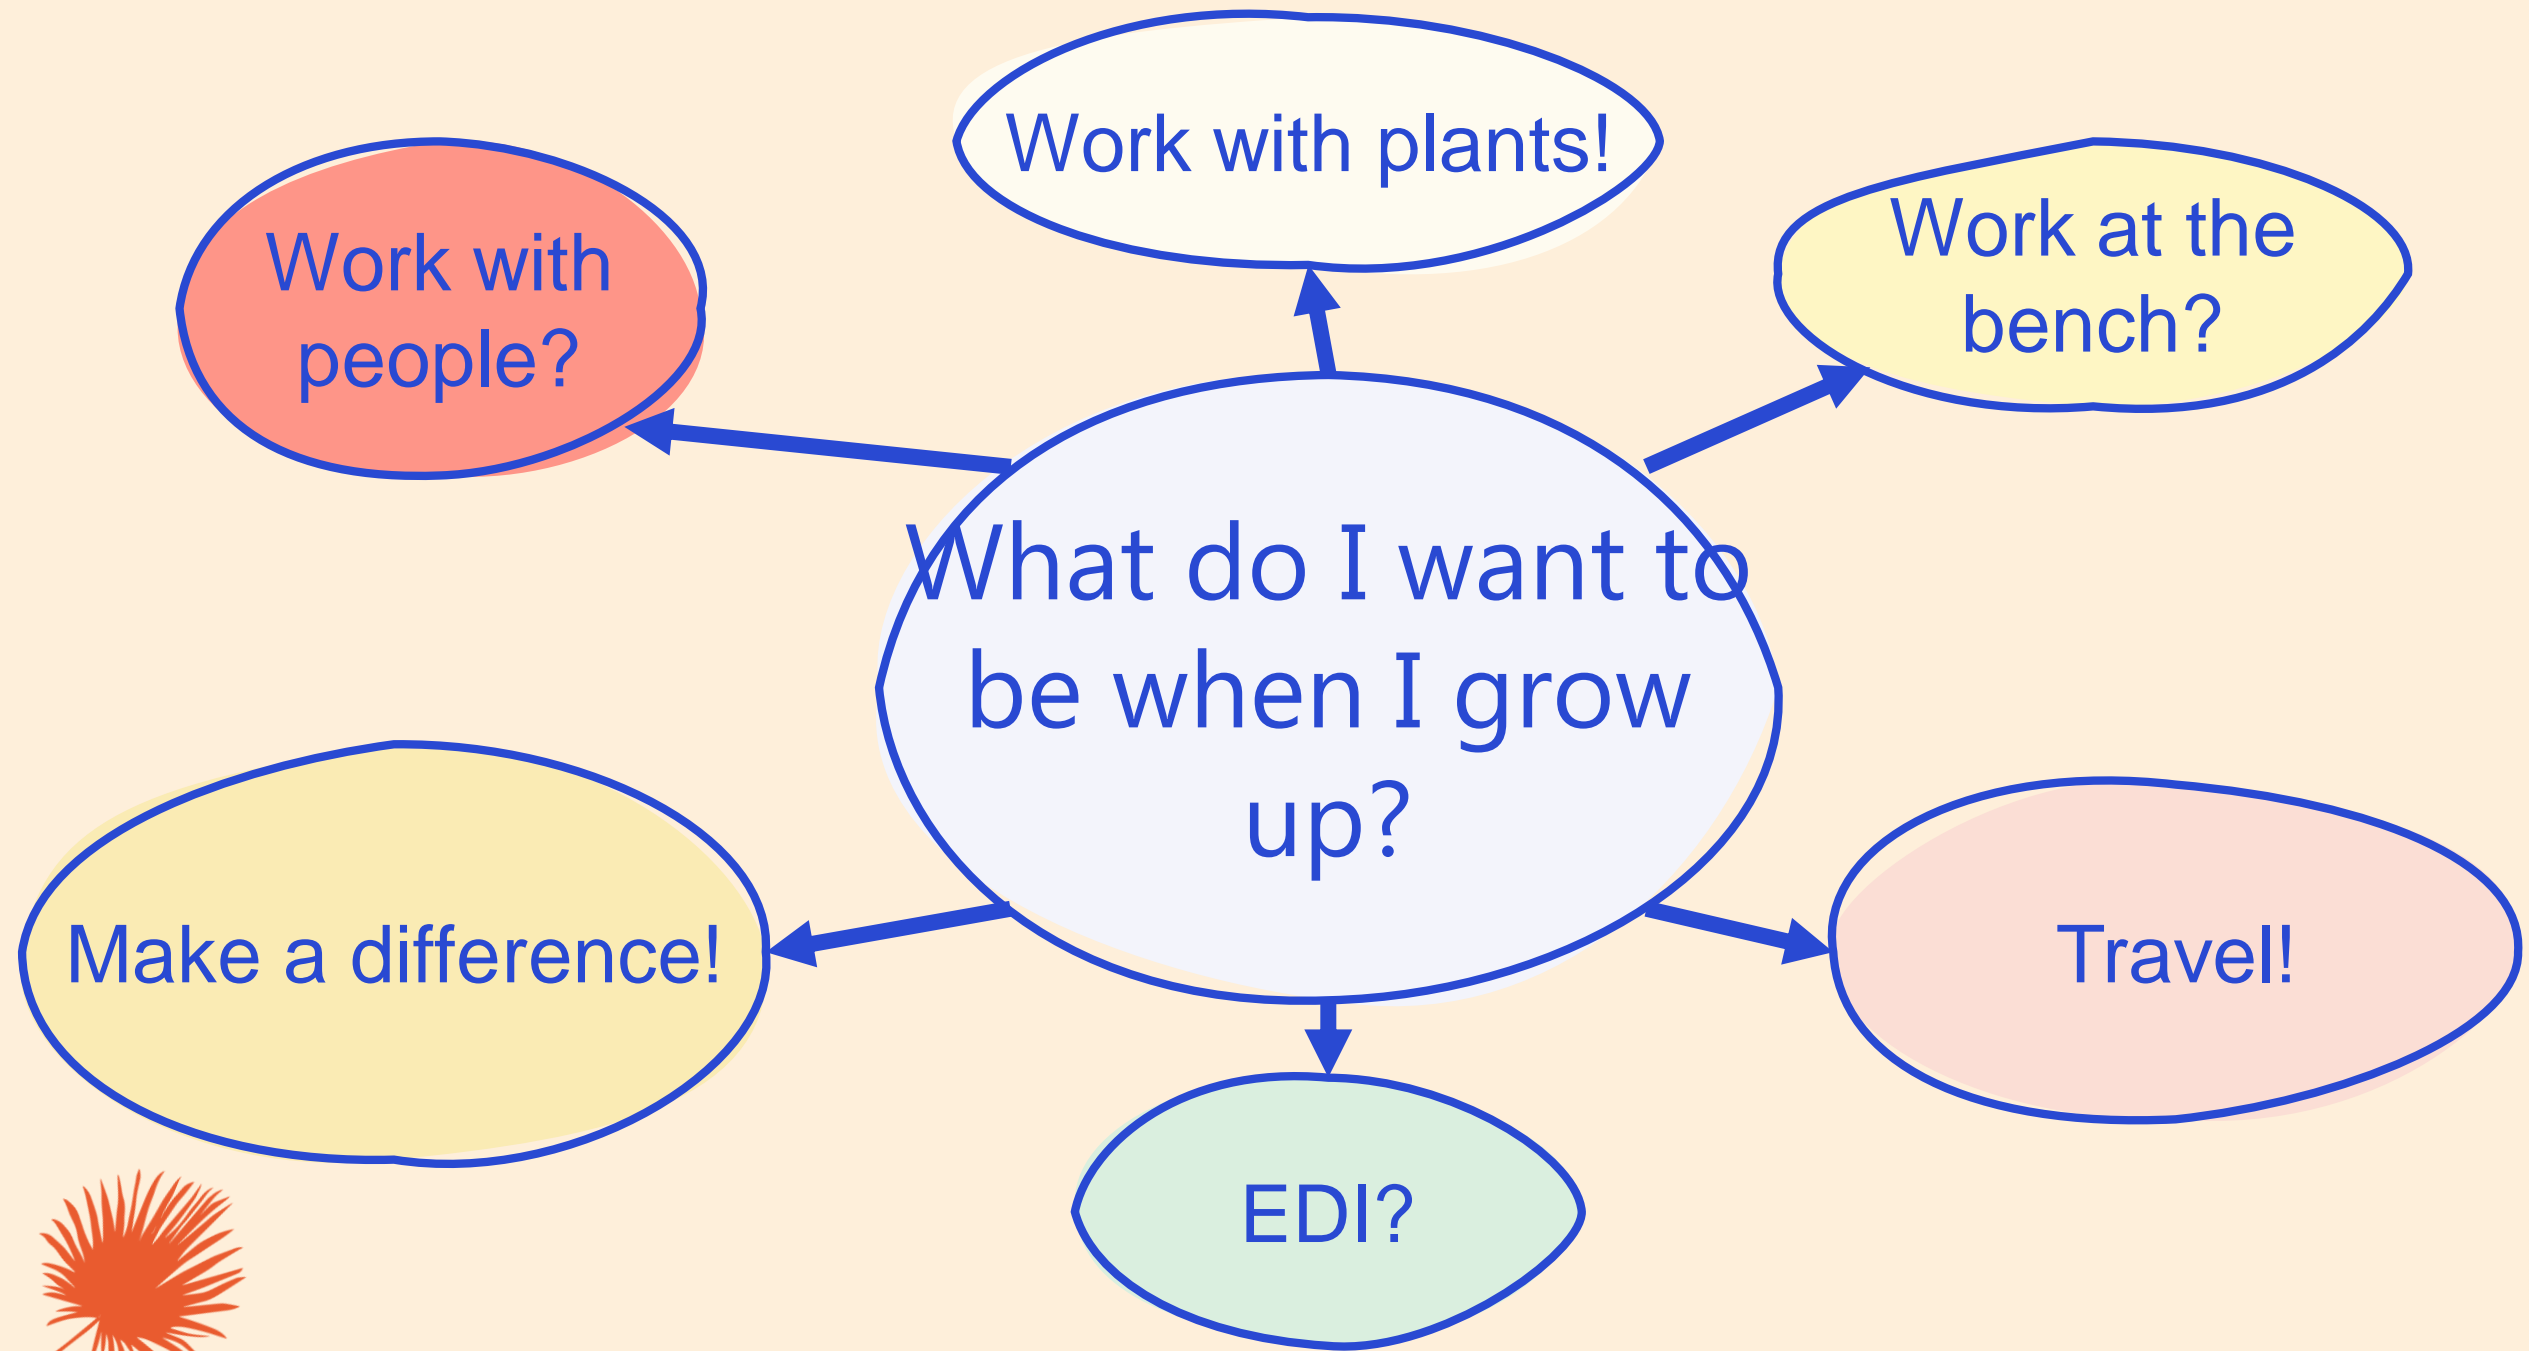 Work with plants!
Work with
people?
Work at the
bench?
What do I want to
be when I grow
up?
Make a difference!
Travel!
EDI?